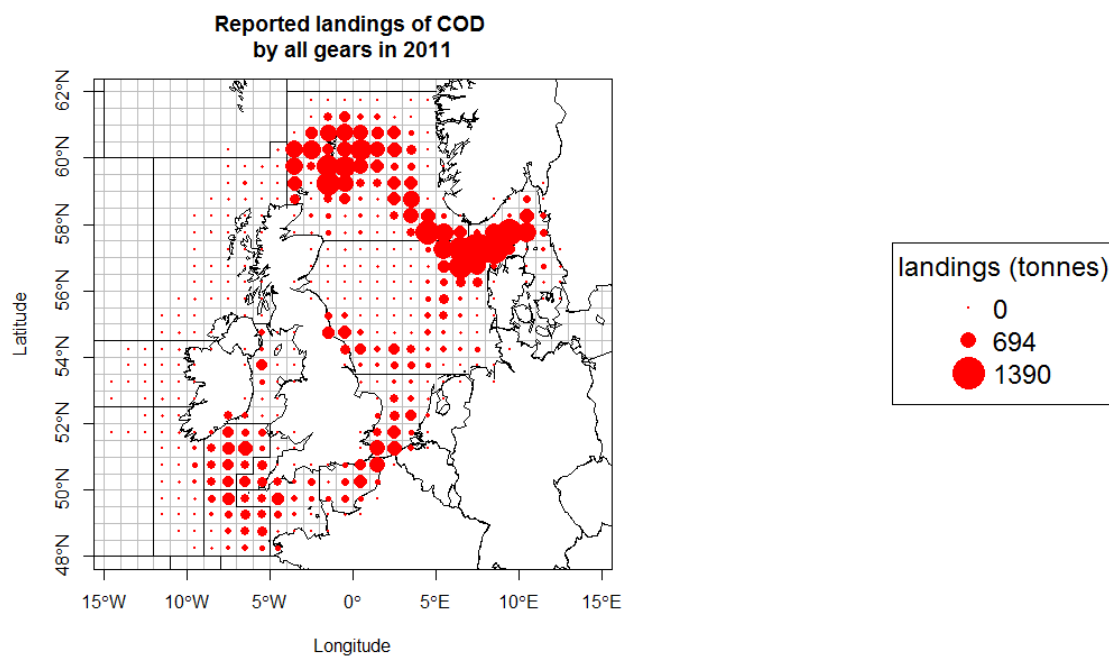 Reported landings of COD
by all gears in 2011
62°N
60°N
58°N
56°N
54°N
52°N
50°N
48°N
Latitude
15°W
10°W
5°W
0°
5°E
10°E
15°E
Longitude
landings (tonnes)
0
694
1390